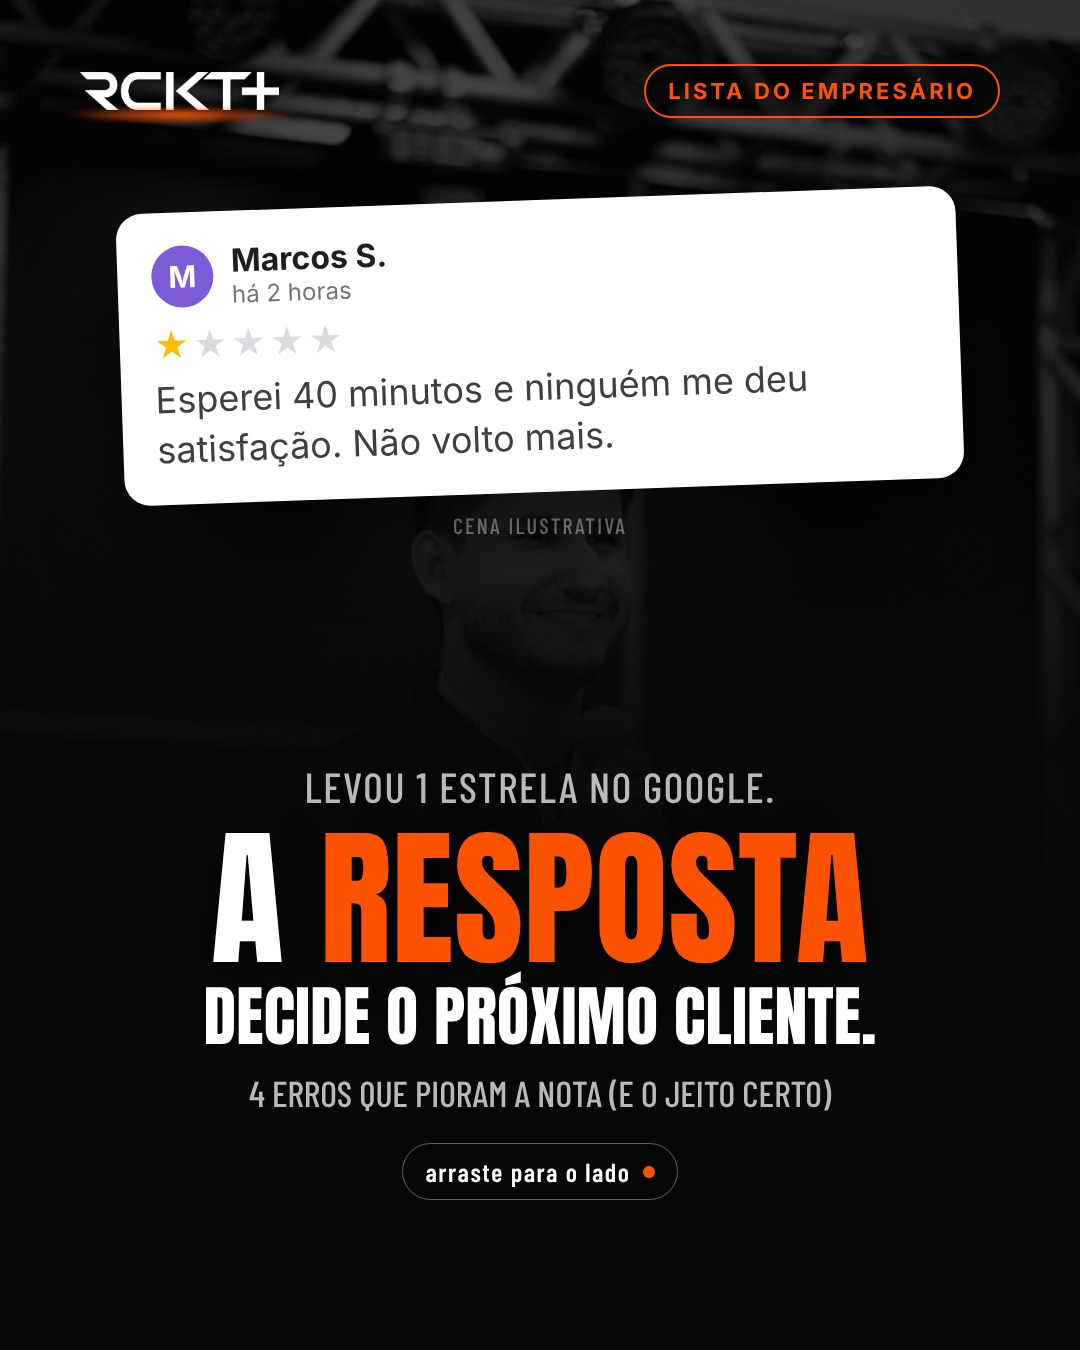 RCKT+
LISTA DO EMPRESÁRIO
M
Marcos S.
há 2 horas
Esperei 40 minutos e ninguém me deu
satisfação. Não volto mais.
CENA ILUSTRATIVA
LEVOU 1 ESTRELA NO GOOGLE.
A RESPOSTA
DECIDE O PRÓXIMO CLIENTE.
4 ERROS QUE PIORAM A NOTA (E O JEITO CERTO)
arraste para o lado